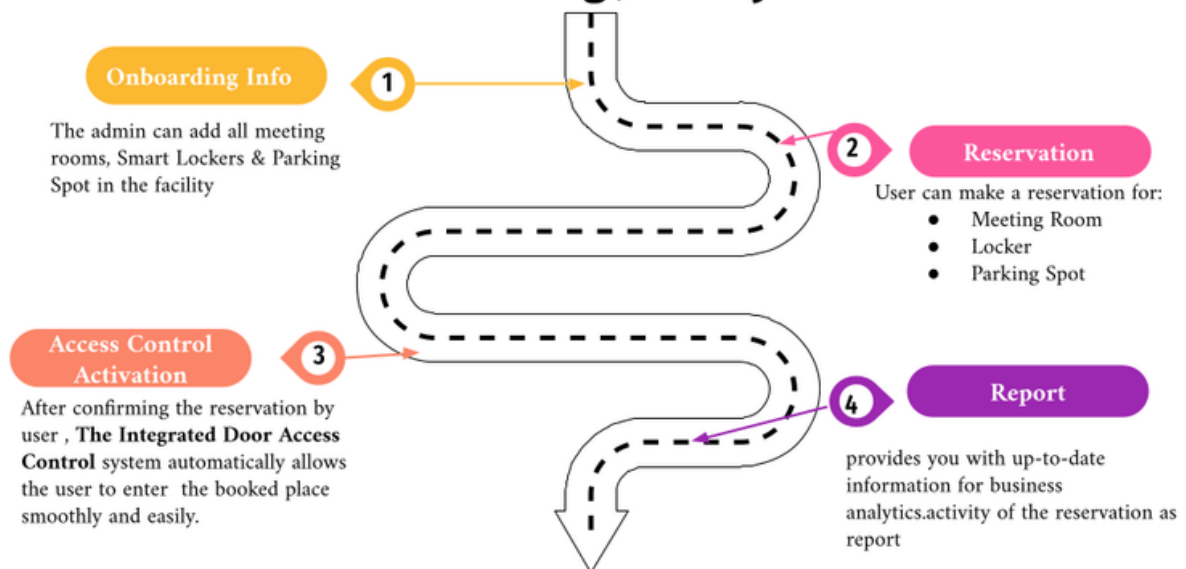 1
Onboarding Info
The admin can add all meeting
rooms, Smart Lockers & Parking
Spot in the facility
2
Reservation
User can make a reservation for:
● Meeting Room
● Locker
● Parking Spot
3
Access Control
Activation
After confirming the reservation by
user , The Integrated Door Access
Control system automatically allows
the user to enter the booked place
smoothly and easily.
4
Report
provides you with up-to-date
information for business
analytics.activity of the reservation as
report